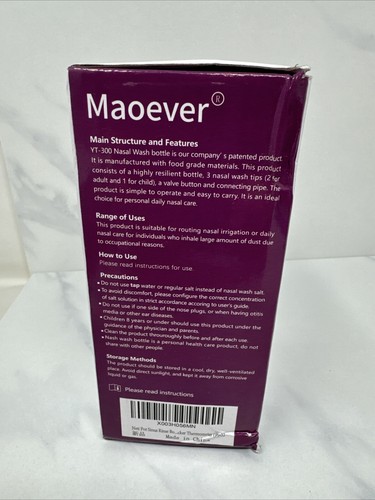 Maoever®
Main Structure and Features
YT-300 Nasal Wash bottle is our company' s patented product
It is manufactured with food grade materials. This product
consists of a highly resilient bottle, 3 nasal wash tips (2 for
adult and 1 for child), a valve button and connecting pipe. The
product is simple to operate and easy to carry. It is an ideal
choice for personal daily nasal care.
Range of Uses
This product is suitable for routing nasal irrigation or daily
nasal care for individuals who inhale large amount of dust due
to occupational reasons.
How to Use
Please read instructions for use.
Precautions
• Do not use tap water or regular salt instead of nasal wash salt.
• To avoid discomfort, please configure the correct concentration
of salt solution in strict accordance accoring to user's guide.
• Do not use if one side of the nose plugs, or when having otitis
media or other ear diseases.
• Children 8 years or under should use this product under the
guidance of the physician and parents.
• Clean the product throuroughly before and after each use.
• Nash wash bottle is a personal health care product, do not
share with other people.
Storage Methods
The product should be stored in a cool, dry, well-ventilated
place. Avoid direct sunlight, and kept it away from corrosive
liquid or gas.
Please read instructions
X003H056MN
Neti Pot Sinus Rinse
新品 Made in China